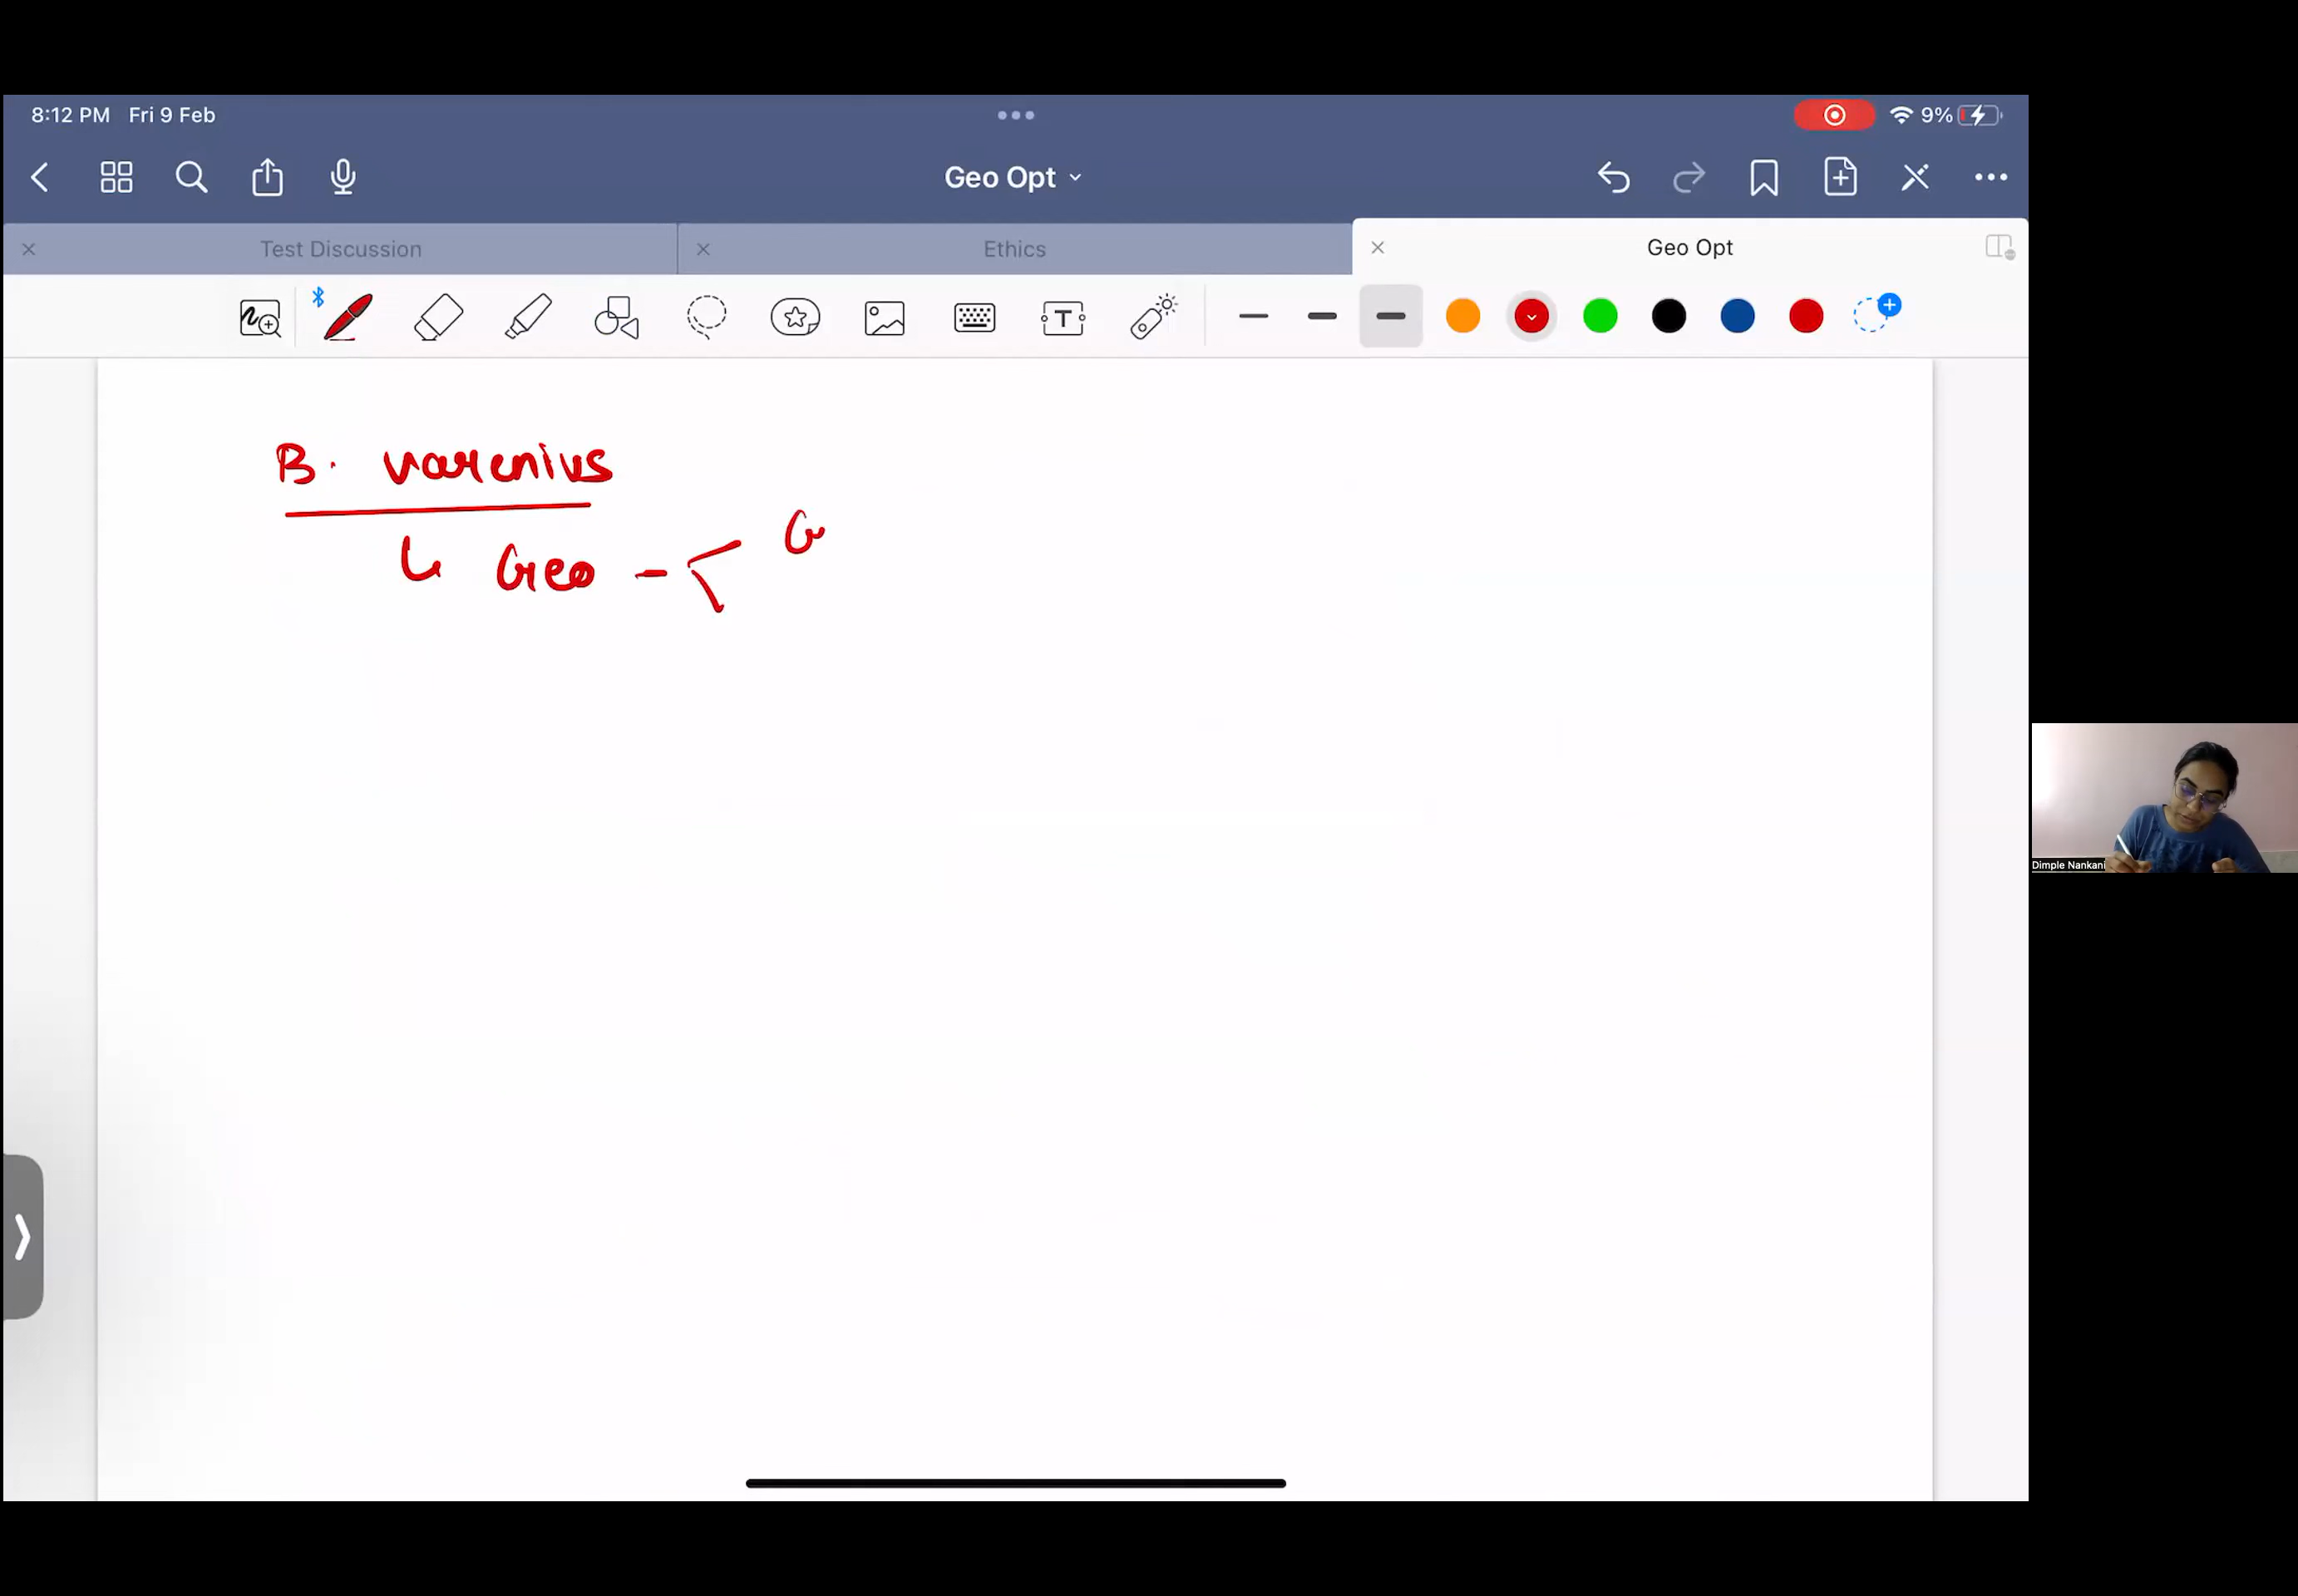 8:12 PM Fri 9 Feb
9%
Geo Opt
Test Discussion
Ethics
Geo Opt
T
B. Varenius
Geo - G
Dimple Nankani